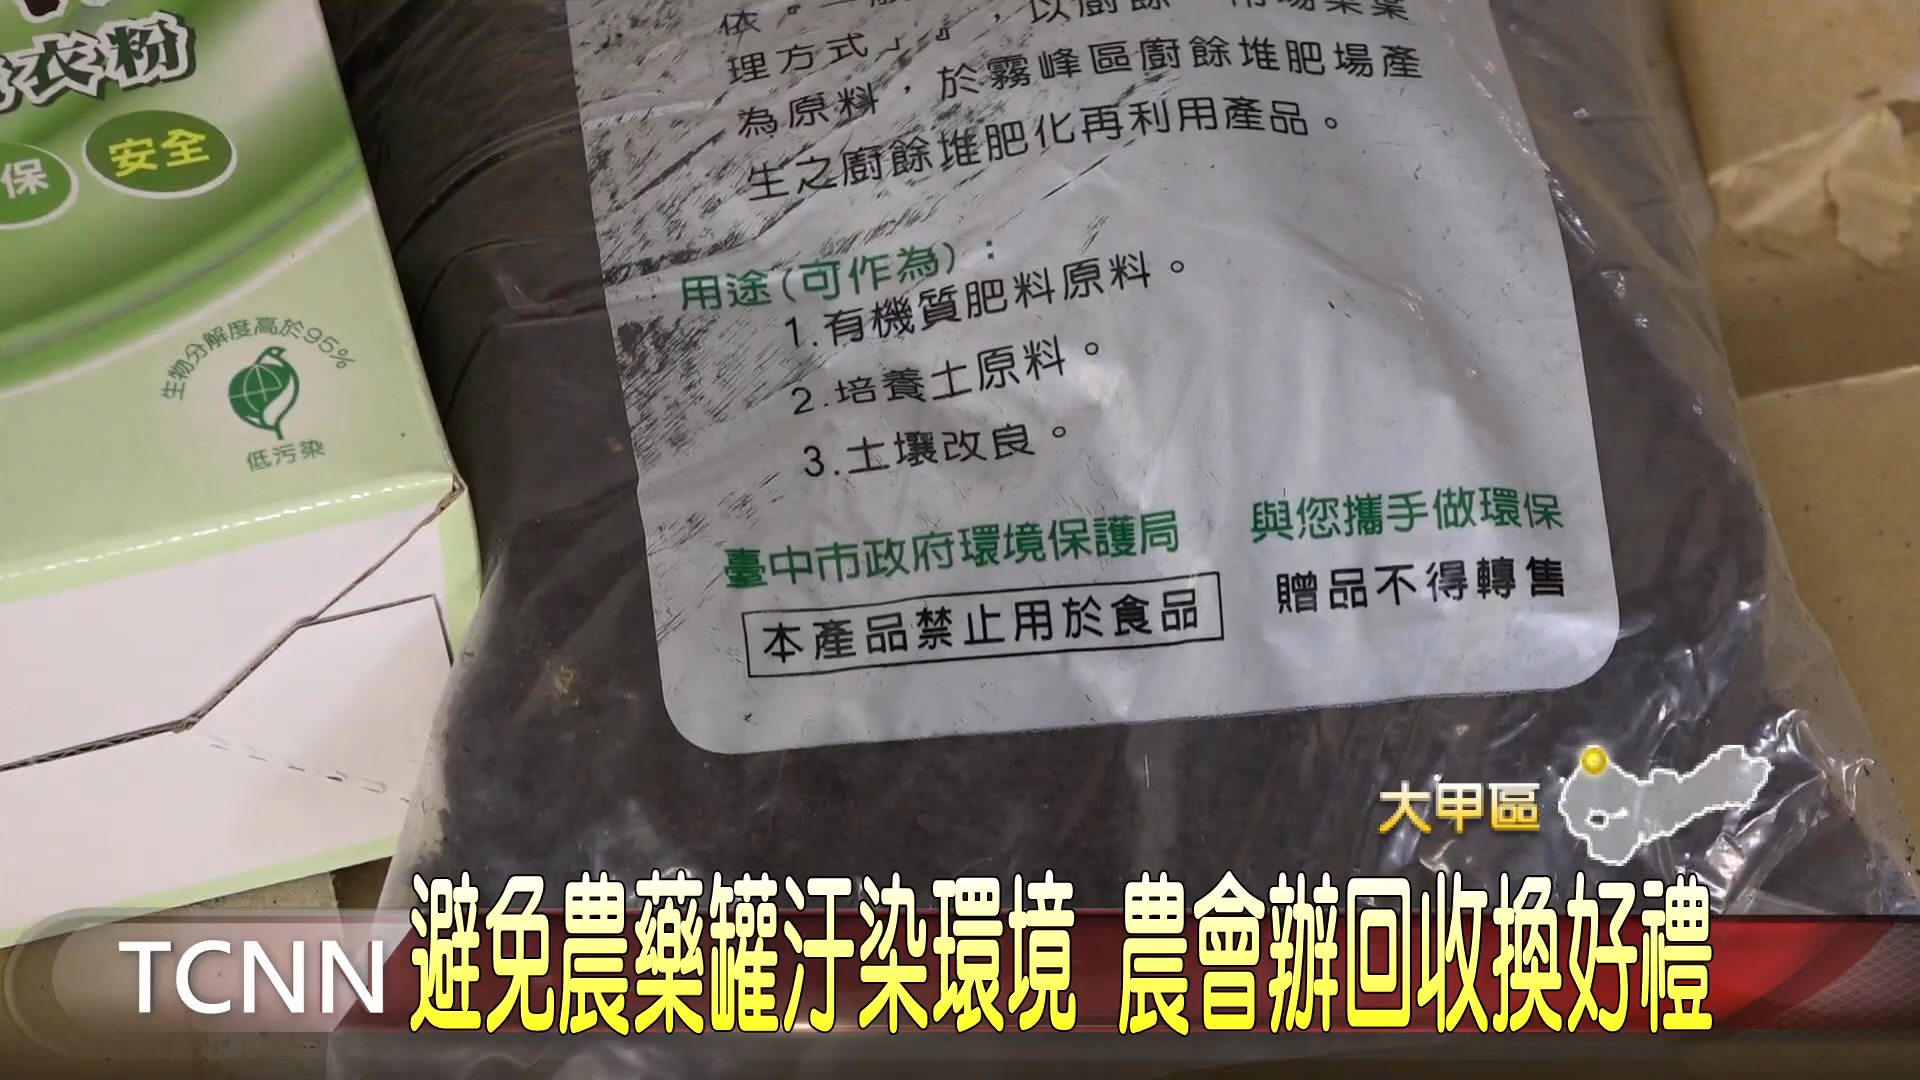 衣粉
保
安全
生物分解度高於95%
低污染
理方式」』，以廚餘
為原料，於霧峰區廚餘堆肥場產
生之廚餘堆肥化再利用產品。
用途(可作為)：
1.有機質肥料原料。
2.培養土原料。
3.土壤改良。
臺中市政府環境保護局
與您攜手做環保
本產品禁止用於食品
贈品不得轉售
大甲區
TCNN
避免農藥罐汙染環境 農會辦回收換好禮